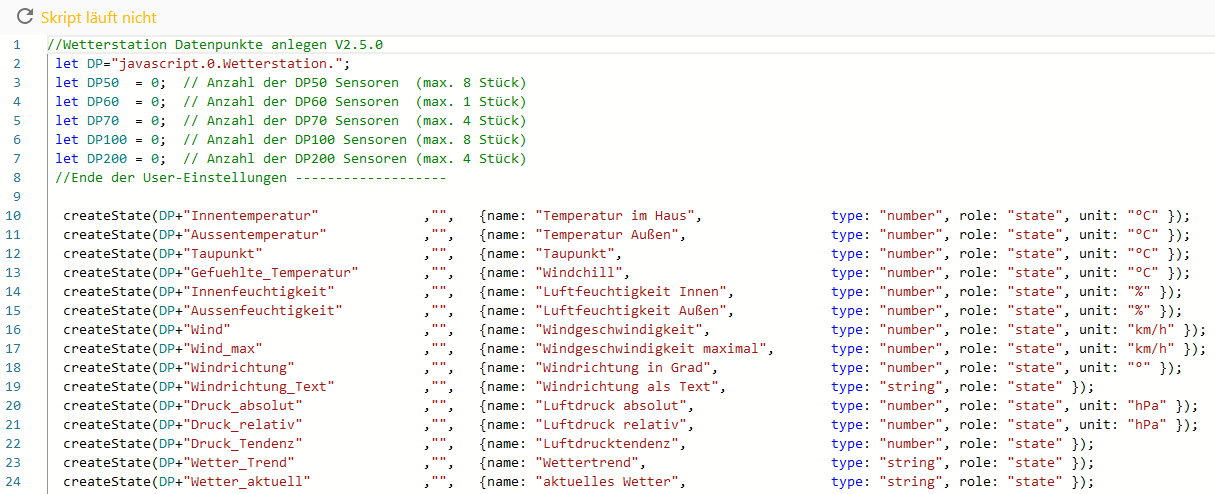 Skript läuft nicht
1 //Wetterstation Datenpunkte anlegen V2.5.0
2 let DP="javascript.0.Wetterstation.";
3 let DP50  = 0;  // Anzahl der DP50 Sensoren  (max. 8 Stück)
4 let DP60  = 0;  // Anzahl der DP60 Sensoren  (max. 1 Stück)
5 let DP70  = 0;  // Anzahl der DP70 Sensoren  (max. 4 Stück)
6 let DP100 = 0;  // Anzahl der DP100 Sensoren (max. 8 Stück)
7 let DP200 = 0;  // Anzahl der DP200 Sensoren (max. 4 Stück)
8 //Ende der User-Einstellungen -------------------
9
10 createState(DP+"Innentemperatur" ,"", {name: "Temperatur im Haus", type: "number", role: "state", unit: "°C" });
11 createState(DP+"Aussentemperatur" ,"", {name: "Temperatur Außen", type: "number", role: "state", unit: "°C" });
12 createState(DP+"Taupunkt" ,"", {name: "Taupunkt", type: "number", role: "state", unit: "°C" });
13 createState(DP+"Gefuehlte_Temperatur" ,"", {name: "Windchill", type: "number", role: "state", unit: "°C" });
14 createState(DP+"Innenfeuchtigkeit" ,"", {name: "Luftfeuchtigkeit Innen", type: "number", role: "state", unit: "%" });
15 createState(DP+"Aussenfeuchtigkeit" ,"", {name: "Luftfeuchtigkeit Außen", type: "number", role: "state", unit: "%" });
16 createState(DP+"Wind" ,"", {name: "Windgeschwindigkeit", type: "number", role: "state", unit: "km/h" });
17 createState(DP+"Wind_max" ,"", {name: "Windgeschwindigkeit maximal", type: "number", role: "state", unit: "km/h" });
18 createState(DP+"Windrichtung" ,"", {name: "Windrichtung in Grad", type: "number", role: "state", unit: "°" });
19 createState(DP+"Windrichtung_Text" ,"", {name: "Windrichtung als Text", type: "string", role: "state" });
20 createState(DP+"Druck_absolut" ,"", {name: "Luftdruck absolut", type: "number", role: "state", unit: "hPa" });
21 createState(DP+"Druck_relativ" ,"", {name: "Luftdruck relativ", type: "number", role: "state", unit: "hPa" });
22 createState(DP+"Druck_Tendenz" ,"", {name: "Luftdrucktendenz", type: "number", role: "state" });
23 createState(DP+"Wetter_Trend" ,"", {name: "Wettertrend", type: "string", role: "state" });
24 createState(DP+"Wetter_aktuell" ,"", {name: "aktuelles Wetter", type: "string", role: "state" });